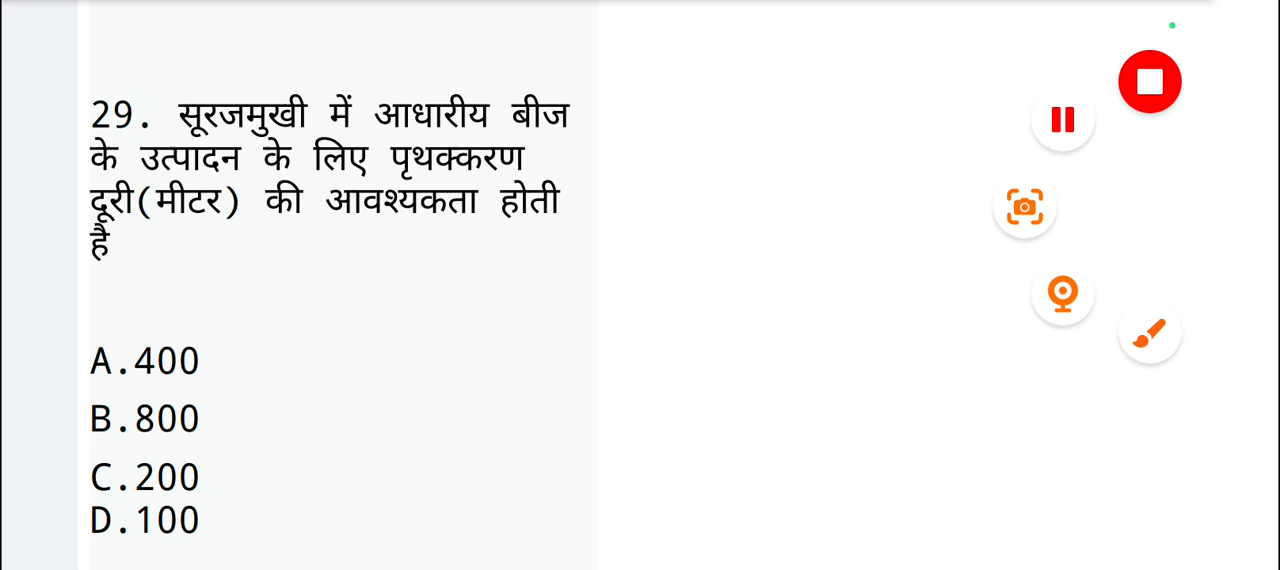 29. सूरजमुखी में आधारीय बीज
के उत्पादन के लिए पृथक्करण
दूरी(मीटर) की आवश्यकता होती
है
A.400
B.800
C.200
D.100